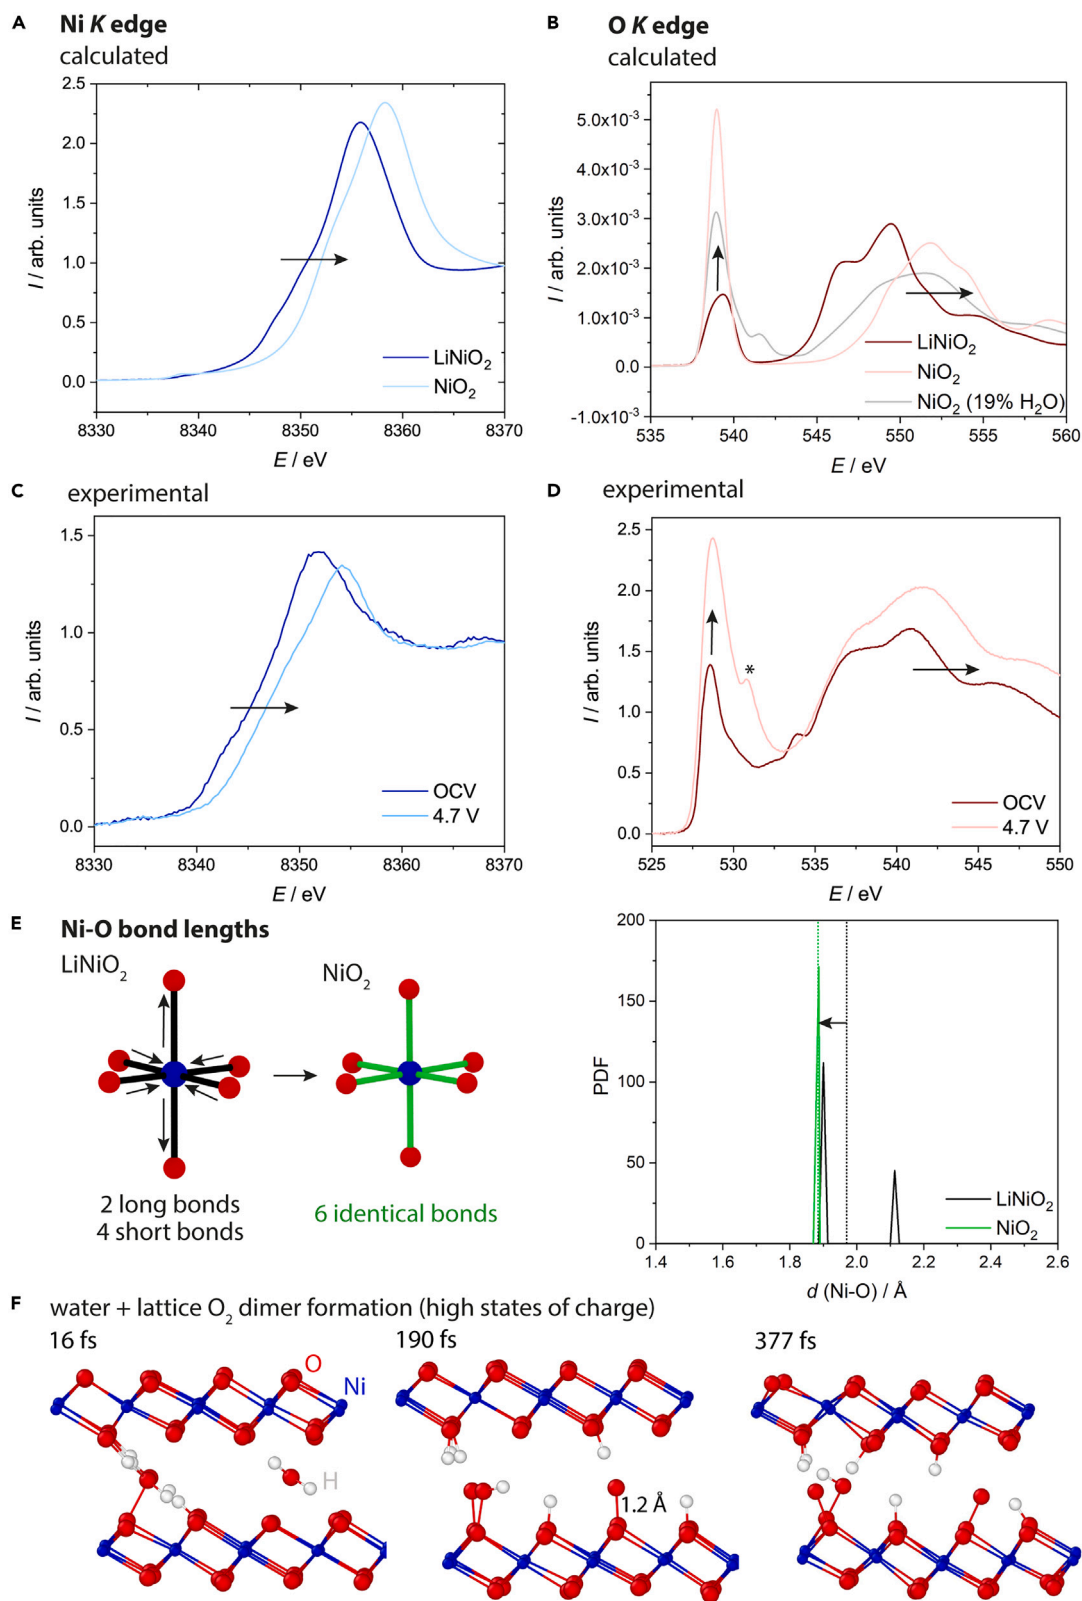 A Ni K edge
calculated
2.5
2.0
1.5
1.0
0.5
0.0
I / arb. units
LiNiO₂
NiO₂
8330 8340 8350 8360 8370
E / eV
B O K edge
calculated
5.0x10⁻³
4.0x10⁻³
3.0x10⁻³
2.0x10⁻³
1.0x10⁻³
0.0
-1.0x10⁻³
I / arb. units
LiNiO₂
NiO₂
NiO₂ (19% H₂O)
535 540 545 550 555 560
E / eV
C experimental
1.5
1.0
0.5
0.0
I / arb. units
OCV
4.7 V
8330 8340 8350 8360 8370
E / eV
D experimental
2.5
2.0
1.5
1.0
0.5
0.0
I / arb. units
*
OCV
4.7 V
525 530 535 540 545 550
E / eV
E Ni-O bond lengths
LiNiO₂
NiO₂
2 long bonds
4 short bonds
6 identical bonds
200
150
100
50
0
PDF
LiNiO₂
NiO₂
1.4 1.6 1.8 2.0 2.2 2.4 2.6
d (Ni-O) / Å
F water + lattice O₂ dimer formation (high states of charge)
16 fs 190 fs 377 fs
O
Ni
H
1.2 Å